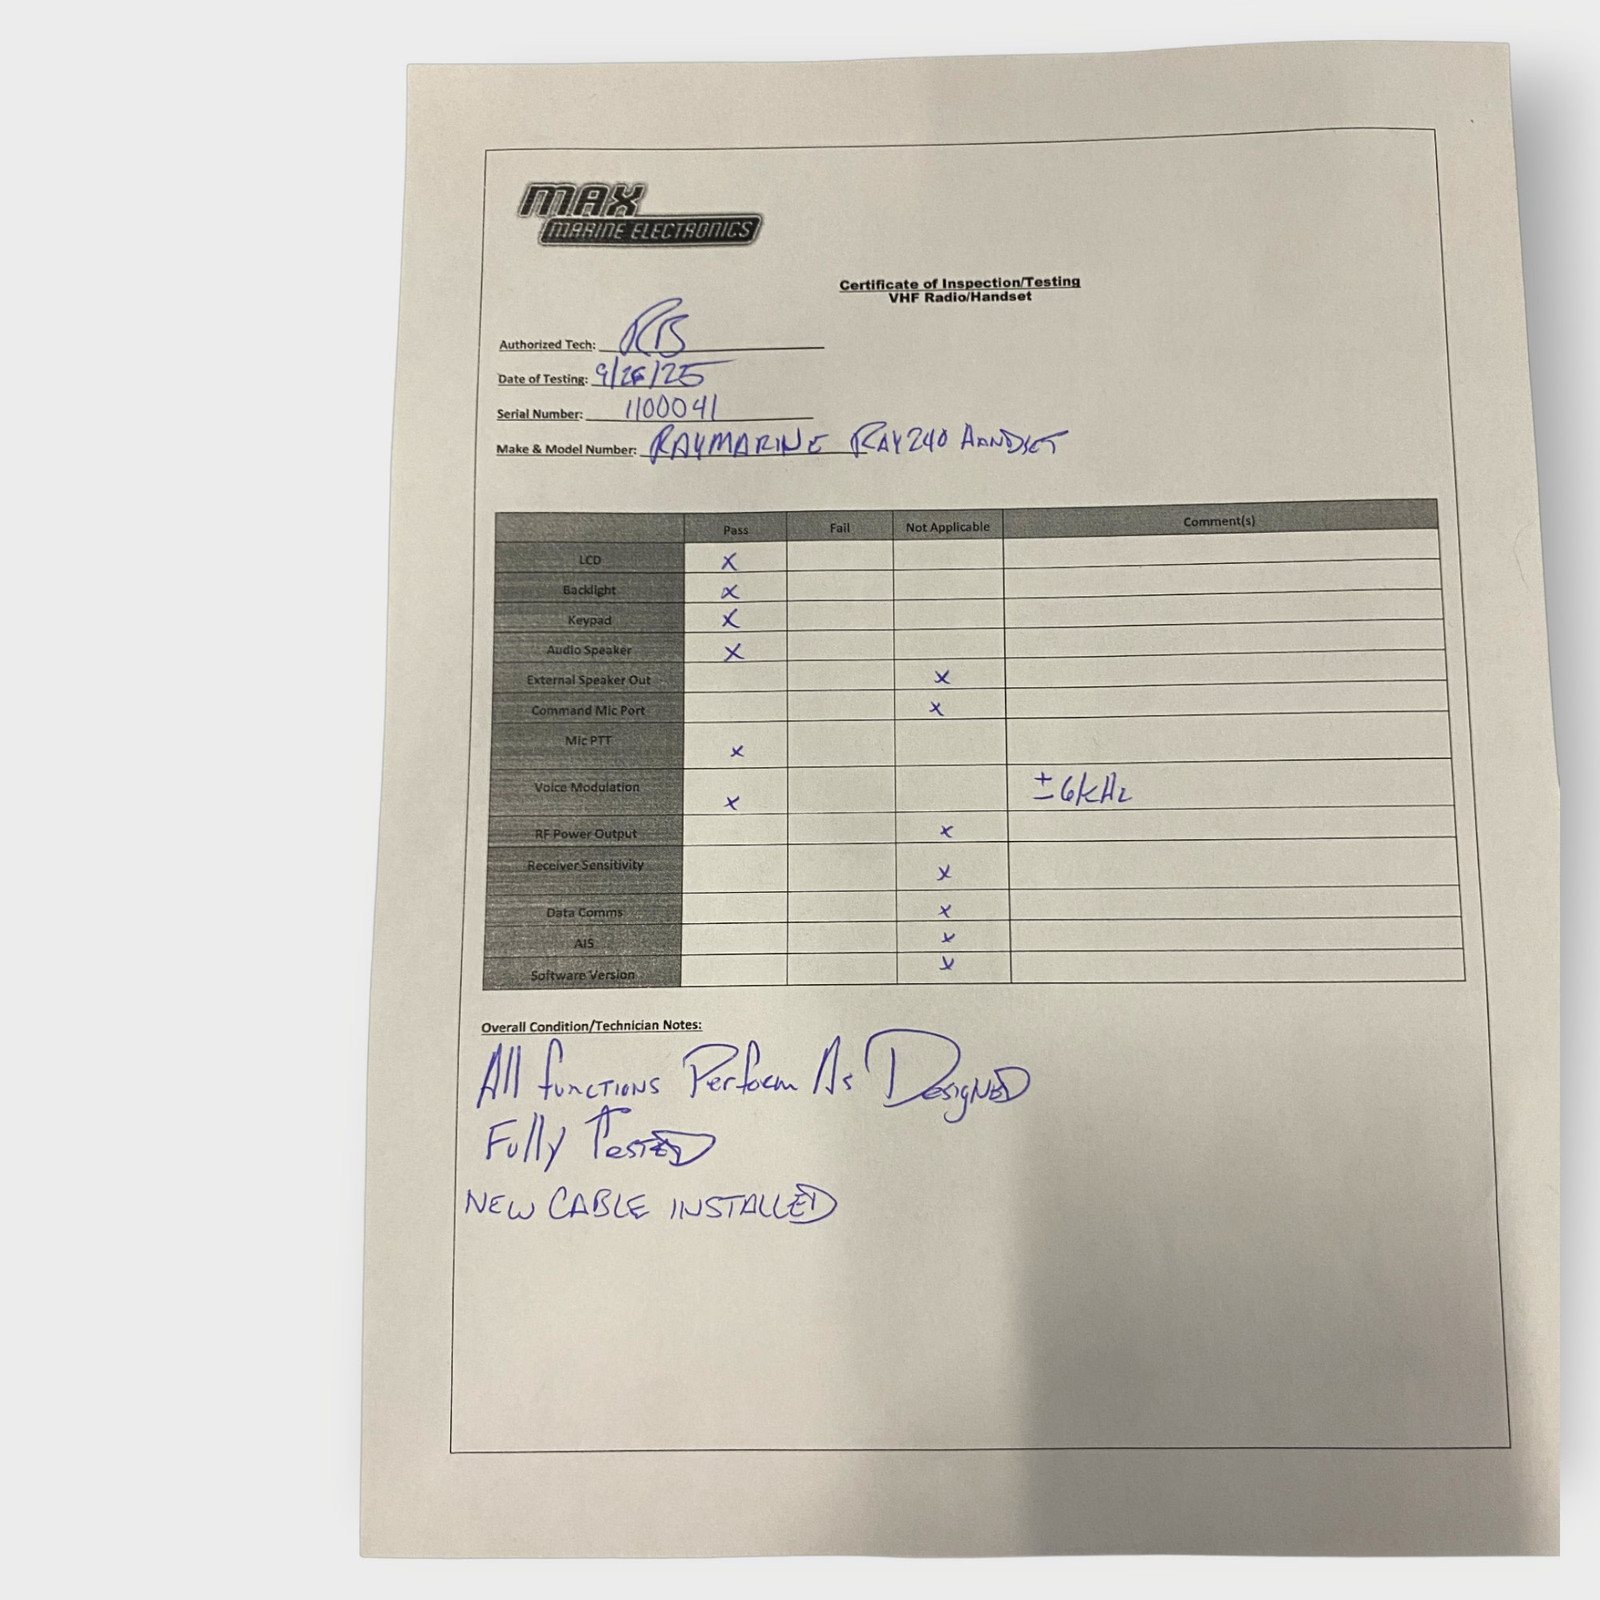 MAX
MARINE ELECTRONICS
Certificate of Inspection/Testing
VHF Radio/Handset
Authorized Tech: RB
Date of Testing:
Serial Number: 1100041
Make & Model Number: RAYMARINE RAY240 HANDSET
Pass Fail Not Applicable Comment(s)
LCD X
Backlight X
Keypad X
Audio Speaker X
External Speaker Out X
Command Mic Port X
Mic PTT X
Voice Modulation X ±6kHz
RF Power Output X
Receiver Sensitivity X
Data Comms X
AIS X
Software Version X
Overall Condition/Technician Notes:
All functions Perform As DESIGNED
Fully TESTED
NEW CABLE INSTALLED